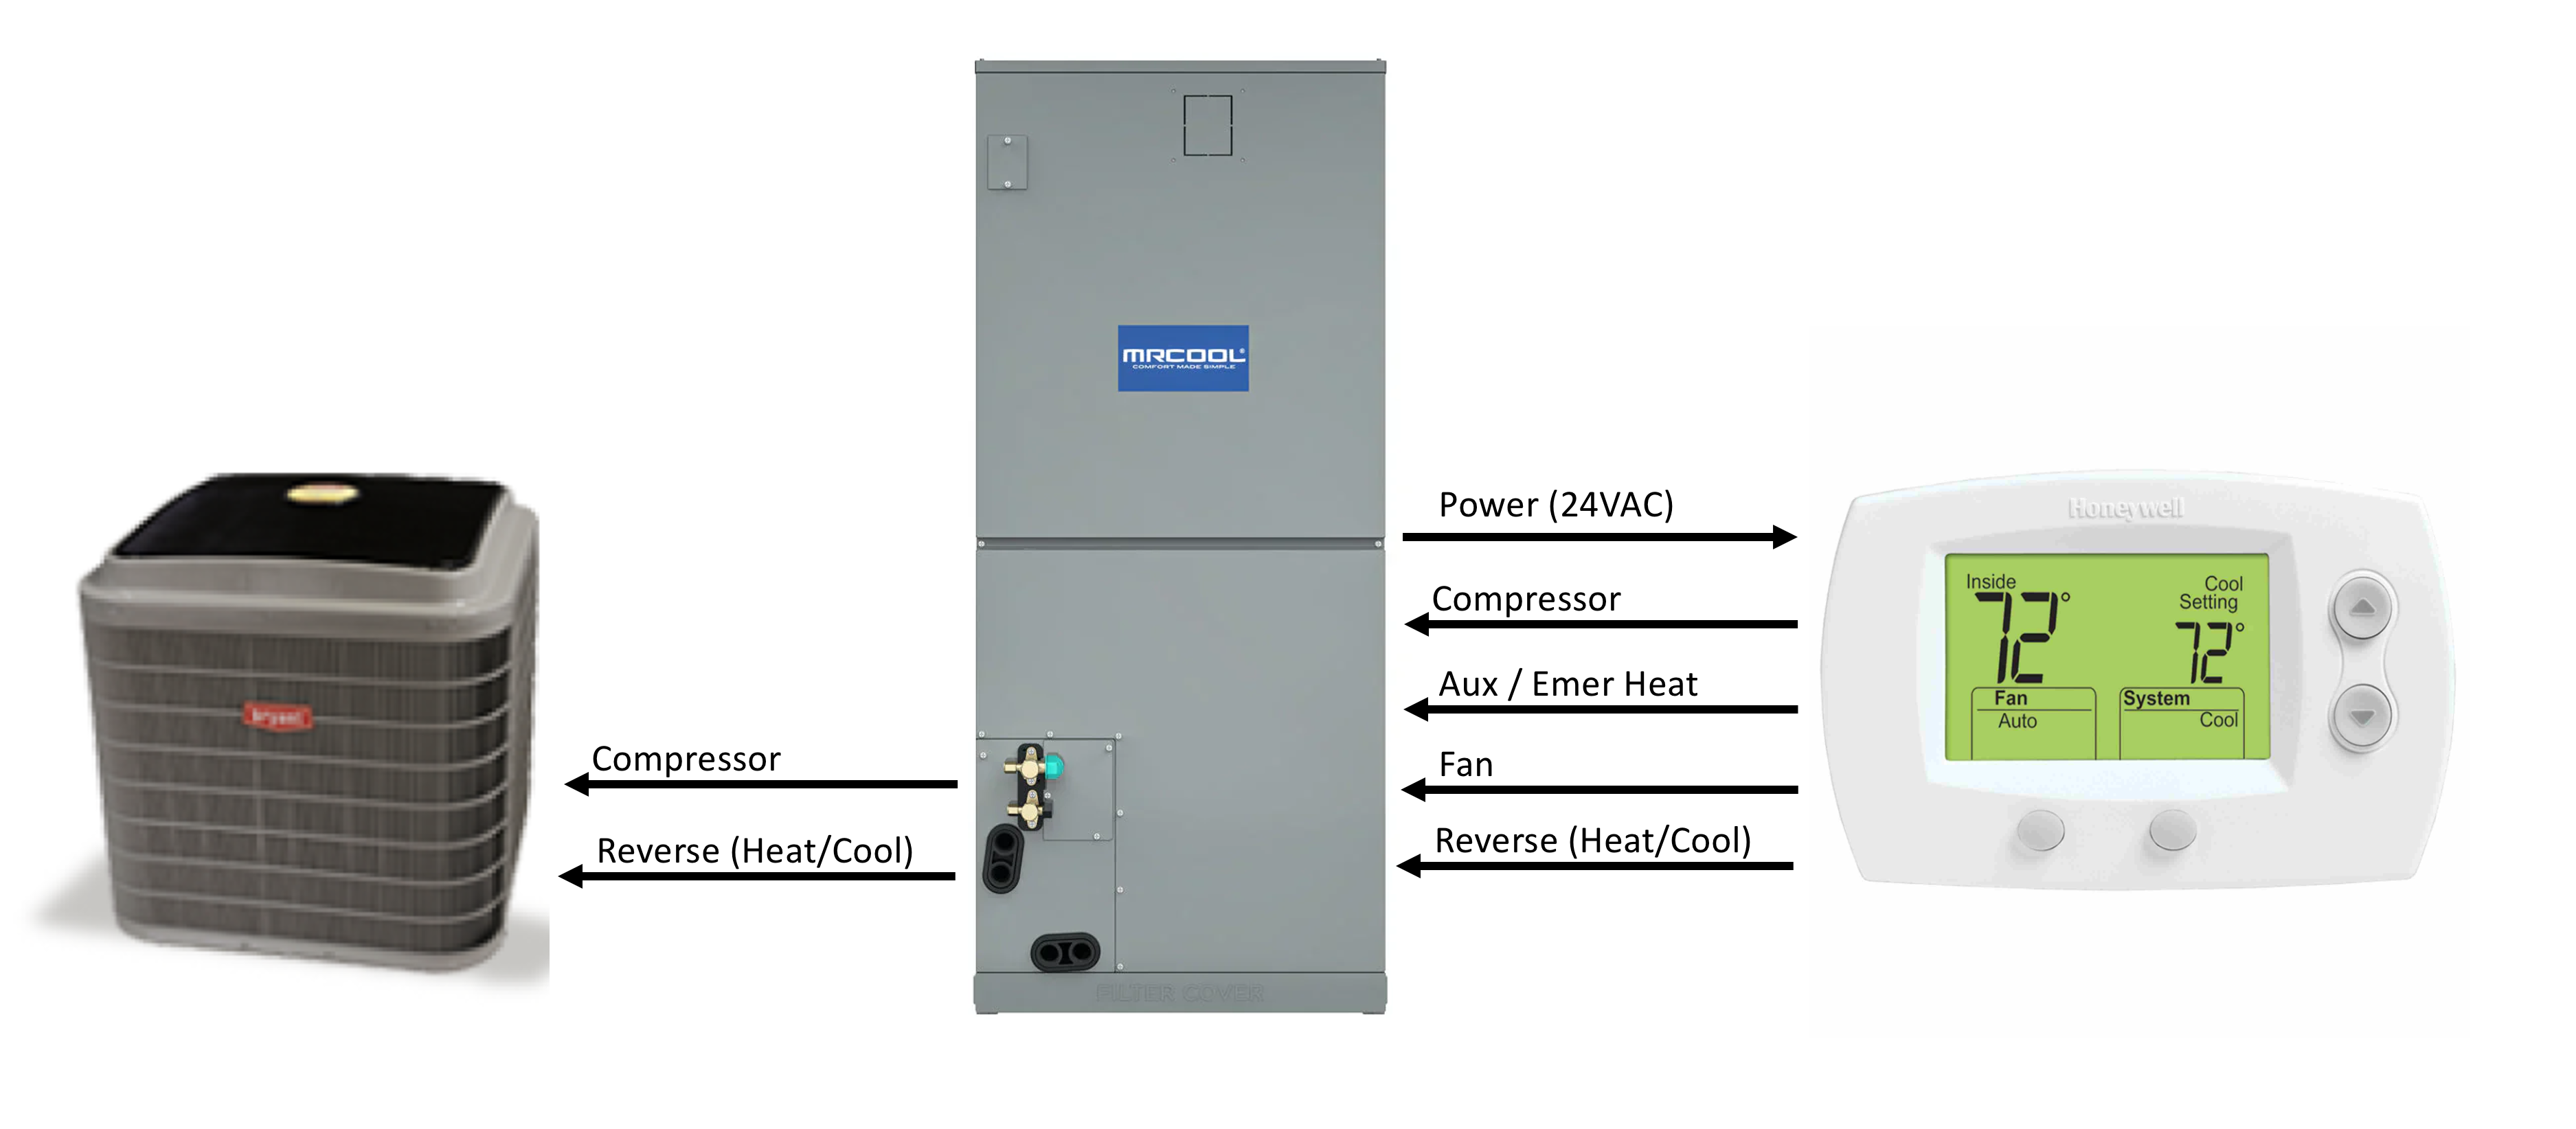 MRCOOL®
COMFORT MADE SIMPLE
Power (24VAC)
Compressor
Aux / Emer Heat
Fan
Reverse (Heat/Cool)
Compressor
Reverse (Heat/Cool)
bryant
FILTER COVER
Honeywell
Inside
72°
Cool
Setting
72°
Fan
Auto
System
Cool